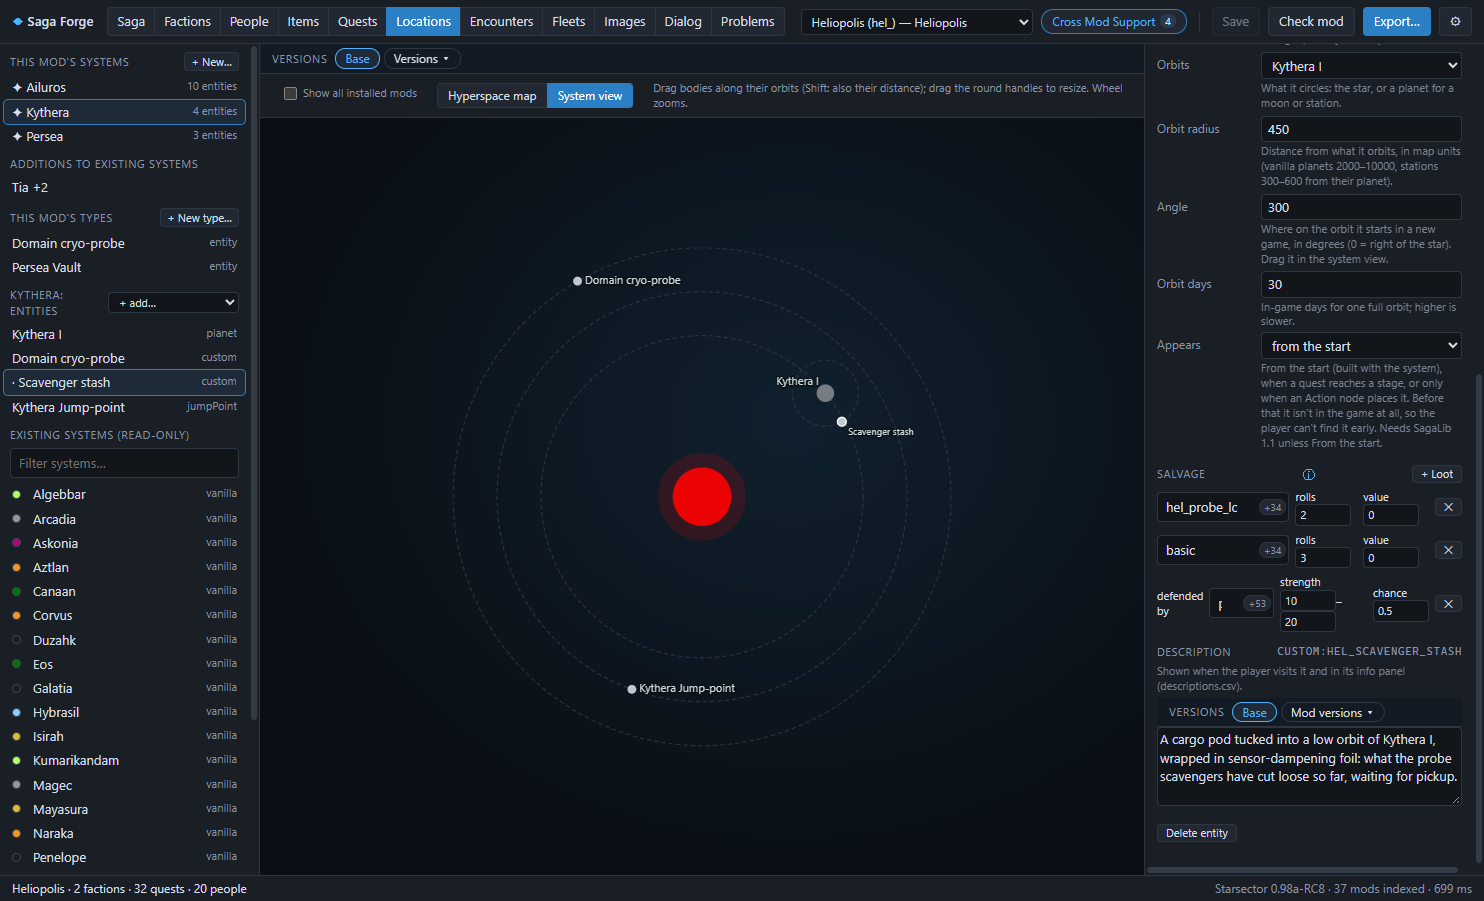 Saga Forge
Saga
Factions
People
Items
Quests
Locations
Encounters
Fleets
Images
Dialog
Problems
Heliopolis (hel_) — Heliopolis
Cross Mod Support 4
Save
Check mod
Export...
THIS MOD'S SYSTEMS
+ New...
Ailuros 10 entities
Kythera 4 entities
Persea 3 entities
ADDITIONS TO EXISTING SYSTEMS
Tia +2
THIS MOD'S TYPES
+ New type...
Domain cryo-probe entity
Persea Vault entity
KYTHERA:
ENTITIES
+ add...
Kythera I planet
Domain cryo-probe custom
· Scavenger stash custom
Kythera Jump-point jumpPoint
EXISTING SYSTEMS (READ-ONLY)
Filter systems...
Algebbar vanilla
Arcadia vanilla
Askonia vanilla
Aztlan vanilla
Canaan vanilla
Corvus vanilla
Duzahk vanilla
Eos vanilla
Galatia vanilla
Hybrasil vanilla
Isirah vanilla
Kumarikandam vanilla
Magec vanilla
Mayasura vanilla
Naraka vanilla
Penelope vanilla
VERSIONS
Base
Versions
Show all installed mods
Hyperspace map
System view
Drag bodies along their orbits (Shift: also their distance); drag the round handles to resize. Wheel
zooms.
Domain cryo-probe
Kythera I
Scavenger stash
Kythera Jump-point
Orbits
Kythera I
What it circles: the star, or a planet for a
moon or station.
Orbit radius
450
Distance from what it orbits, in map units
(vanilla planets 2000–10000, stations
300–600 from their planet).
Angle
300
Where on the orbit it starts in a new
game, in degrees (0 = right of the star).
Drag it in the system view.
Orbit days
30
In-game days for one full orbit; higher is
slower.
Appears
from the start
From the start (built with the system),
when a quest reaches a stage, or only
when an Action node places it. Before
that it isn't in the game at all, so the
player can't find it early. Needs SagaLib
1.1 unless From the start.
SALVAGE
+ Loot
hel_probe_lc +34
rolls
2
value
0
basic +34
rolls
3
value
0
defended
by
+53
strength
10
–
20
chance
0.5
DESCRIPTION
CUSTOM:HEL_SCAVENGER_STASH
Shown when the player visits it and in its info panel
(descriptions.csv).
VERSIONS
Base
Mod versions
A cargo pod tucked into a low orbit of Kythera I,
wrapped in sensor-dampening foil: what the probe
scavengers have cut loose so far, waiting for pickup.
Delete entity
Heliopolis · 2 factions · 32 quests · 20 people
Starsector 0.98a-RC8 · 37 mods indexed · 699 ms